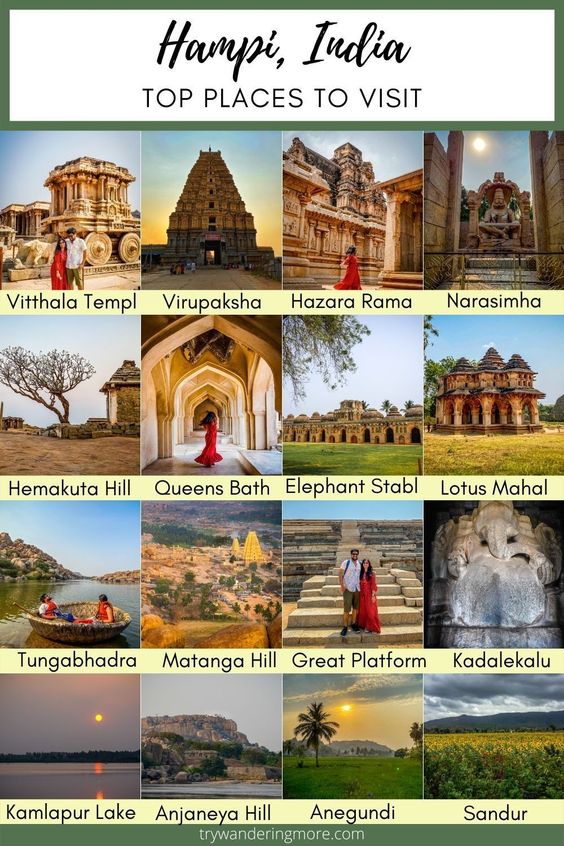 Hampi, India
TOP PLACES TO VISIT
Vitthala Templ
Virupaksha
Hazara Rama
Narasimha
Hemakuta Hill
Queens Bath
Elephant Stabl
Lotus Mahal
Tungabhadra
Matanga Hill
Great Platform
Kadalekalu
Kamlapur Lake
Anjaneya Hill
Anegundi
Sandur
trywanderingmore.com